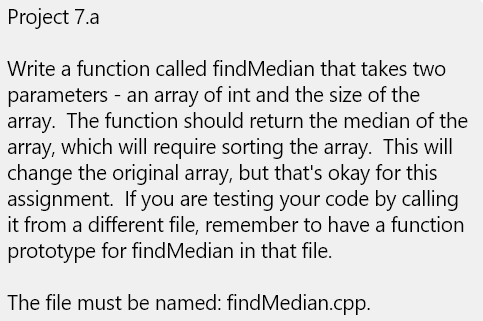 Project 7.a
Write a function called findMedian that takes two
parameters - an array of int and the size of the
array.  The function should return the median of the
array, which will require sorting the array.  This will
change the original array, but that's okay for this
assignment.  If you are testing your code by calling
it from a different file, remember to have a function
prototype for findMedian in that file.
The file must be named: findMedian.cpp.